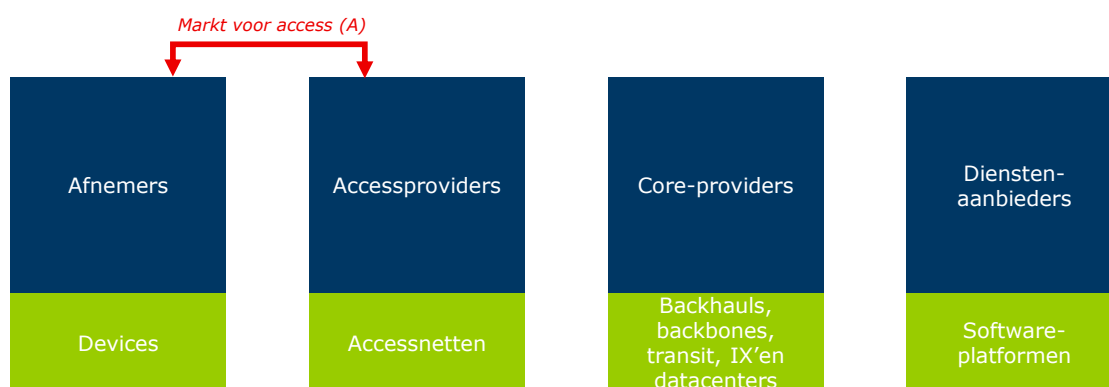 Markt voor access (A)
Afnemers
Accessproviders
Core-providers
Diensten-
aanbieders
Devices
Accessnetten
Backhauls,
backbones,
transit, IX’en
datacenters
Software-
platformen